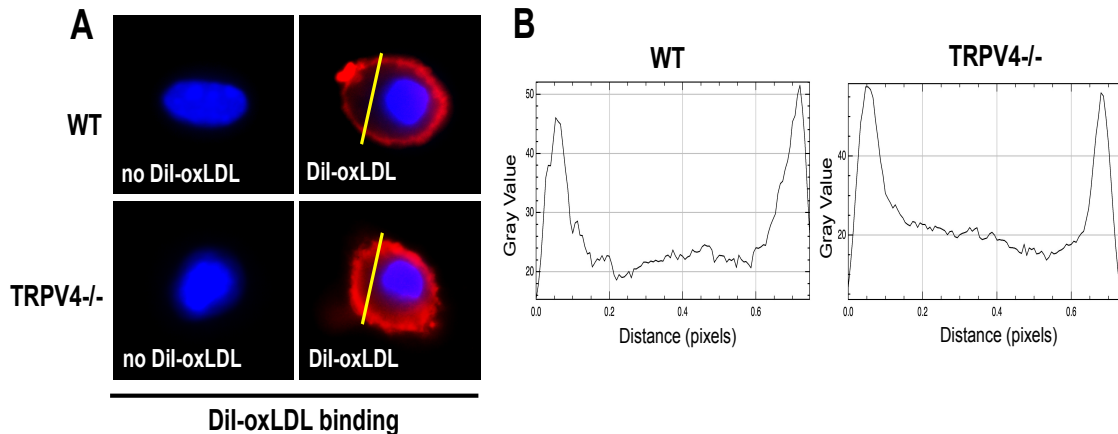 A
WT
no Dil-oxLDL
Dil-oxLDL
TRPV4-/-
no Dil-oxLDL
Dil-oxLDL
Dil-oxLDL binding
B
WT
Gray Value
50
40
30
20
0.0 0.2 0.4 0.6
Distance (pixels)
TRPV4-/-
Gray Value
40
20
0.0 0.2 0.4 0.6
Distance (pixels)